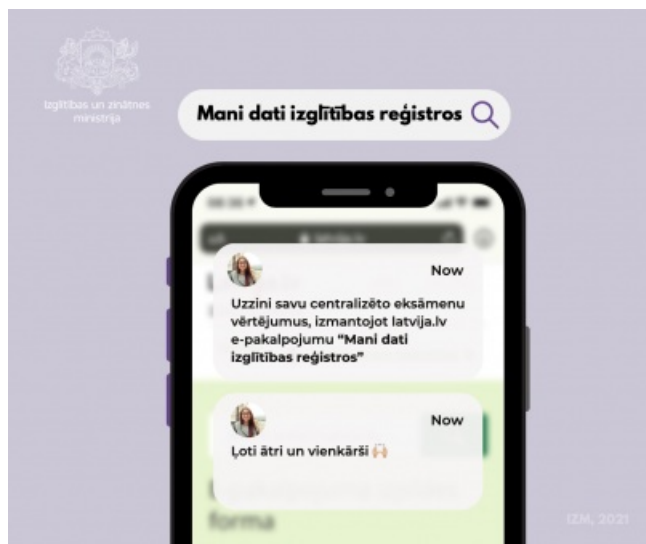 Izglītības un zinātnes
ministrija
Mani dati izglītības reģistros
Now
Uzzini savu centralizēto eksāmenu
vērtējumus, izmantojot latvija.lv
e-pakalpojumu “Mani dati
izglītības reģistros”
Now
Ļoti ātri un vienkārši 🙌🏻
forma
IZM, 2021